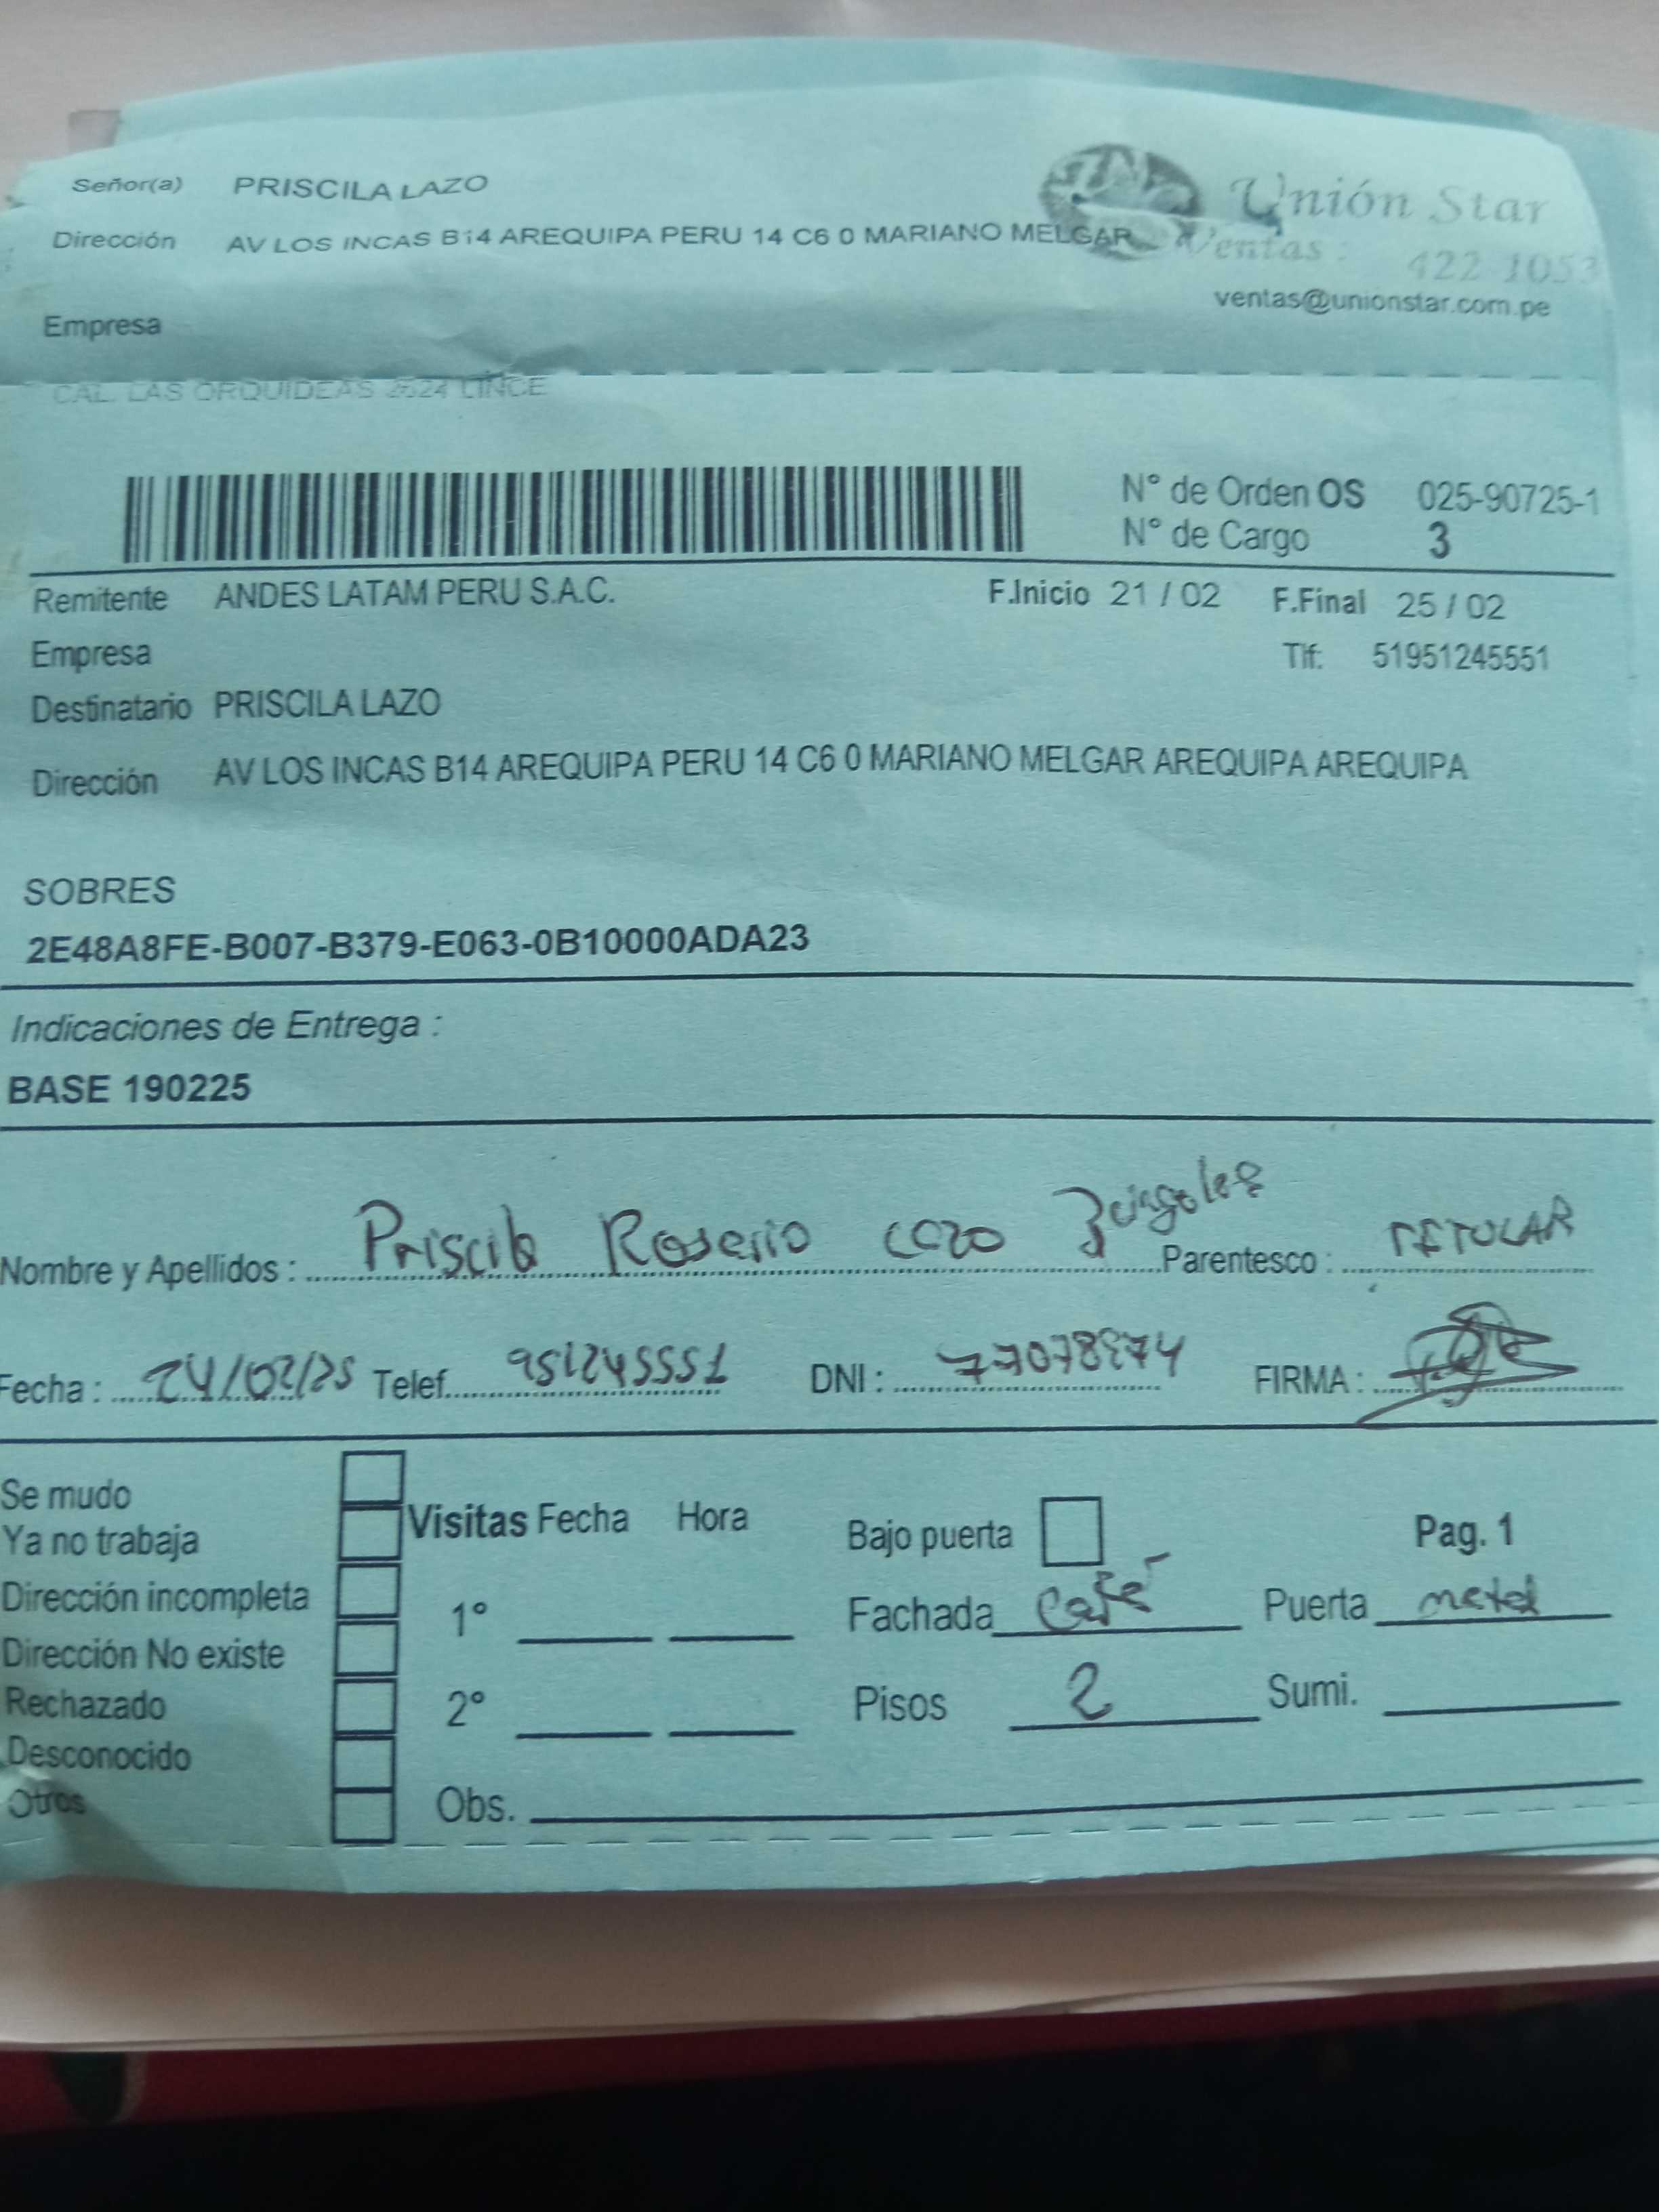 Señor(a) PRISCILA LAZO
Unión Star
Dirección AV LOS INCAS B14 AREQUIPA PERU 14 C6 0 MARIANO MELGAR
Ventas : 422 1053
ventas@unionstar.com.pe
Empresa
CAL. LAS ORQUIDEAS 2624 LINCE
N° de Orden OS 025-90725-1
N° de Cargo 3
Remitente ANDES LATAM PERU S.A.C. F.Inicio 21 / 02 F.Final 25 / 02
Empresa Tlf: 51951245551
Destinatario PRISCILA LAZO
Dirección AV LOS INCAS B14 AREQUIPA PERU 14 C6 0 MARIANO MELGAR AREQUIPA AREQUIPA
SOBRES
2E48A8FE-B007-B379-E063-0B10000ADA23
Indicaciones de Entrega :
BASE 190225
Nombre y Apellidos : Priscila Rosario Lazo Parentesco : TITULAR
Fecha : 24/02/25 Telef. 951245551 DNI : FIRMA :
Se mudo
Ya no trabaja
Dirección incompleta
Dirección No existe
Rechazado
Desconocido
Otros
Visitas Fecha Hora
1°
2°
Obs.
Bajo puerta Pag. 1
Fachada Café Puerta metal
Pisos 2 Sumi.